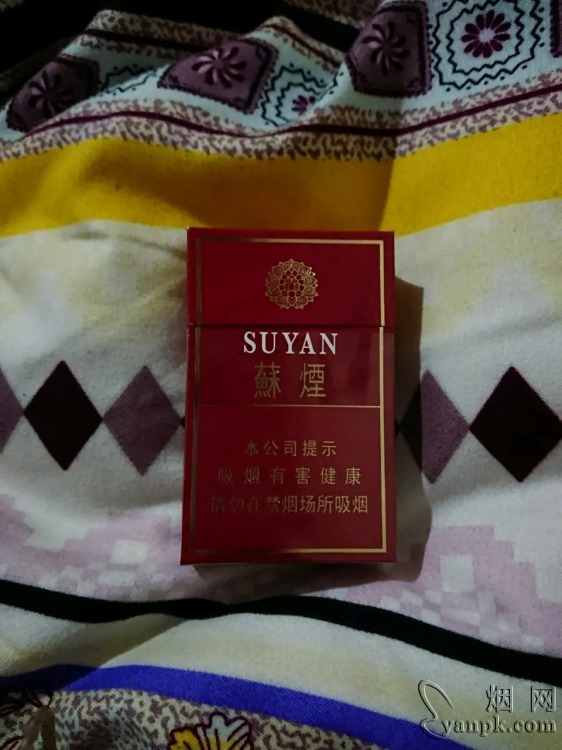 SUYAN
蘇煙
本公司提示
吸烟有害健康
请勿在禁烟场所吸烟
烟网
yanpk.com